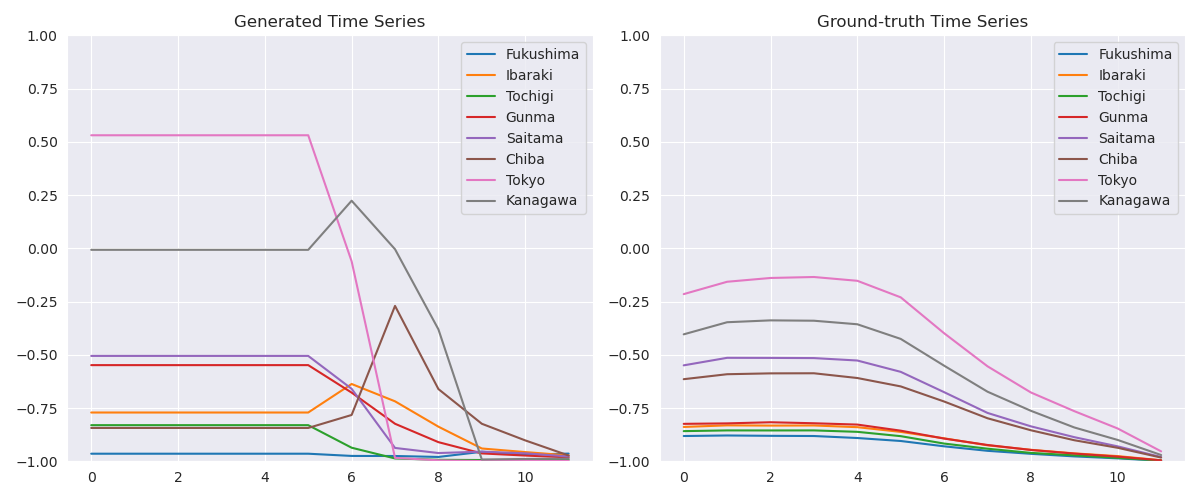 Generated Time Series
1.00
0.75
0.50
0.25
0.00
−0.25
−0.50
−0.75
−1.00
0 2 4 6 8 10
Fukushima
Ibaraki
Tochigi
Gunma
Saitama
Chiba
Tokyo
Kanagawa
Ground-truth Time Series
1.00
0.75
0.50
0.25
0.00
−0.25
−0.50
−0.75
−1.00
0 2 4 6 8 10
Fukushima
Ibaraki
Tochigi
Gunma
Saitama
Chiba
Tokyo
Kanagawa